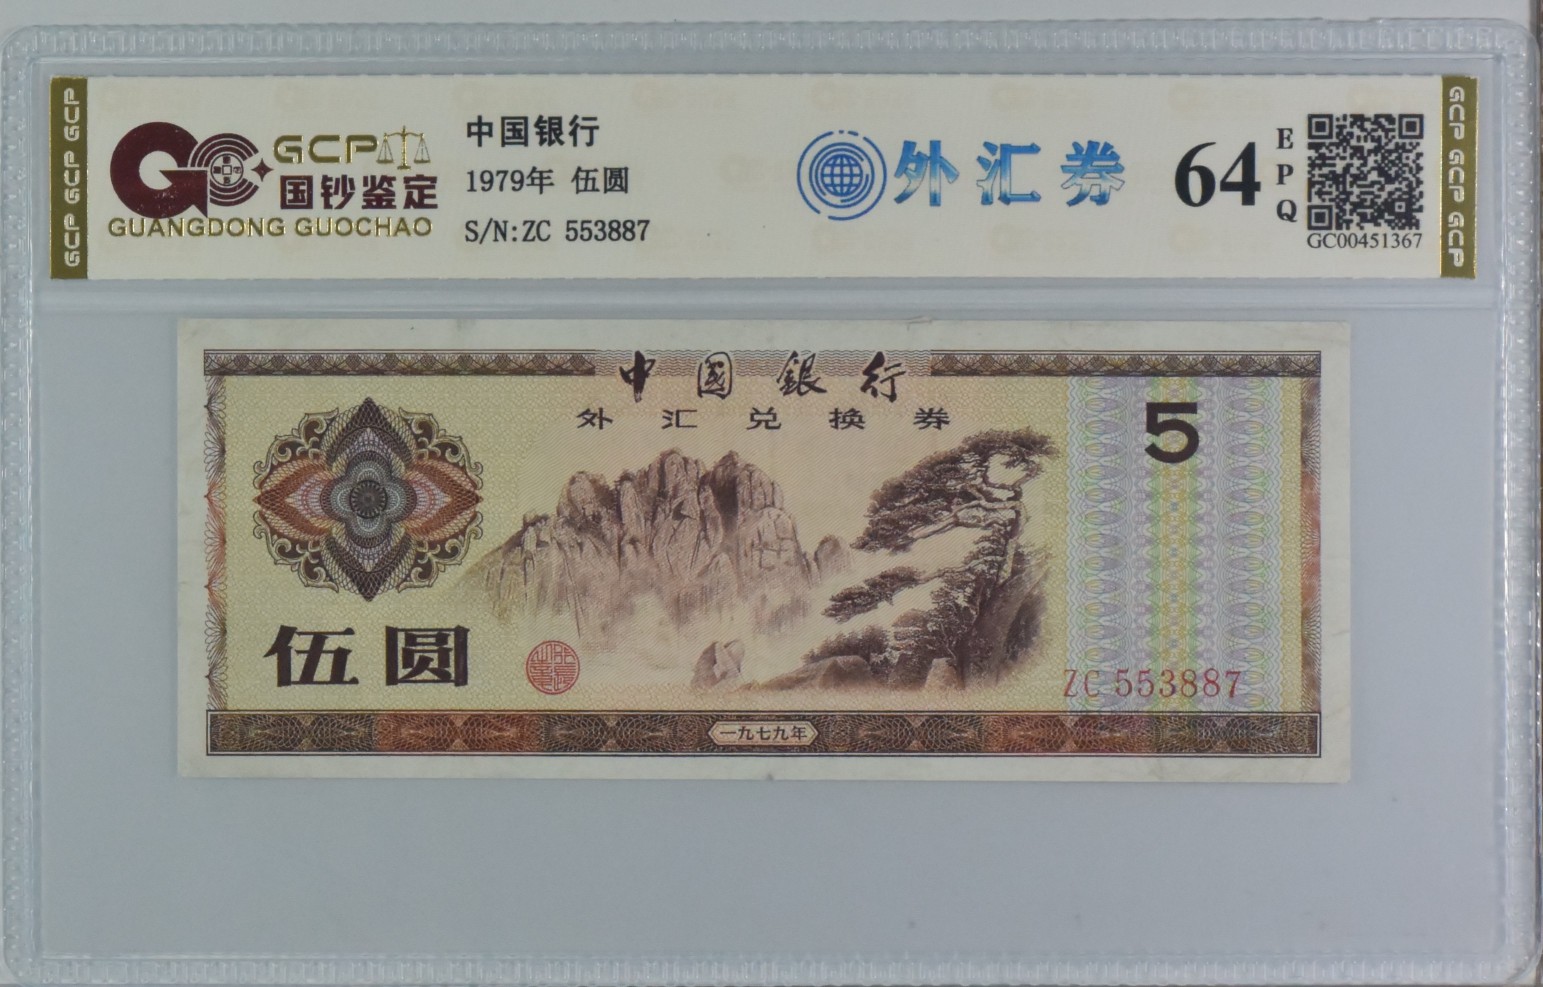 GCP GCP GCP
GCP
国钞鉴定
GUANGDONG GUOCHAO
中国银行
1979年 伍圆
S/N:ZC 553887
外汇券
64
EPQ
GC00451367
GCP GCP GCP
中國銀行
外汇兑换券
5
伍圆
ZC 553887
一九七九年